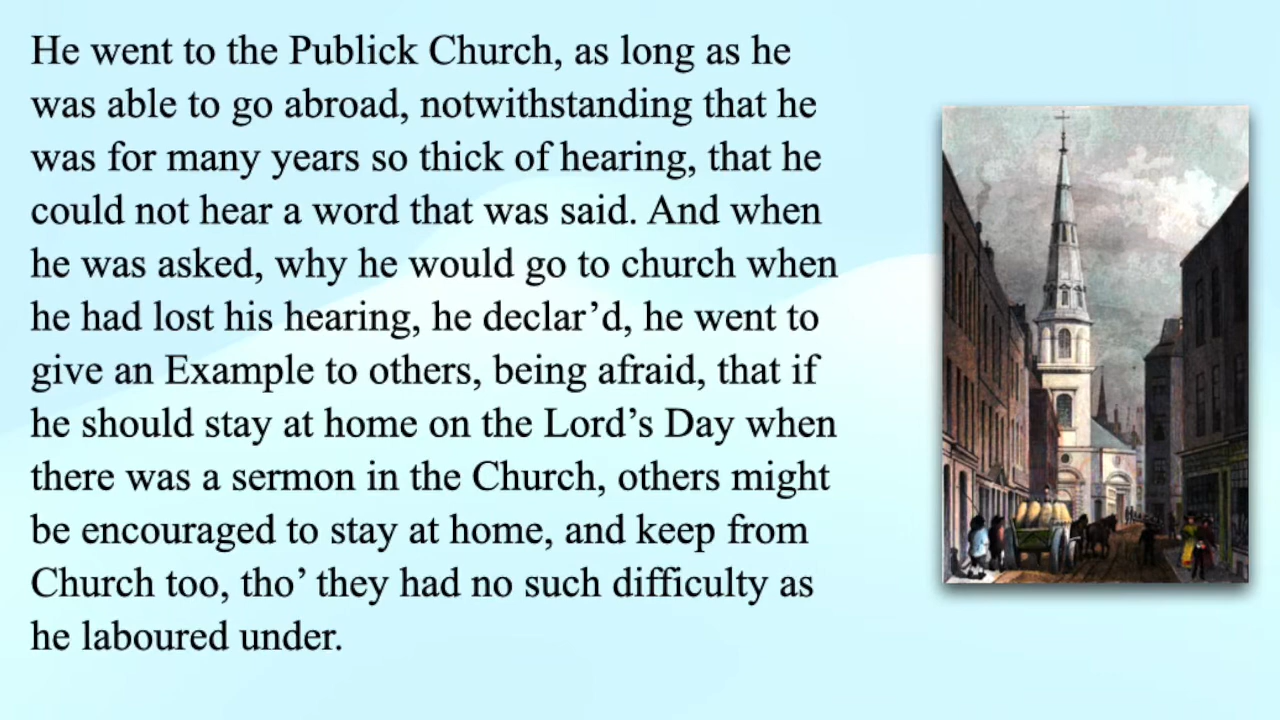 He went to the Publick Church, as long as he
was able to go abroad, notwithstanding that he
was for many years so thick of hearing, that he
could not hear a word that was said. And when
he was asked, why he would go to church when
he had lost his hearing, he declar’d, he went to
give an Example to others, being afraid, that if
he should stay at home on the Lord’s Day when
there was a sermon in the Church, others might
be encouraged to stay at home, and keep from
Church too, tho’ they had no such difficulty as
he laboured under.